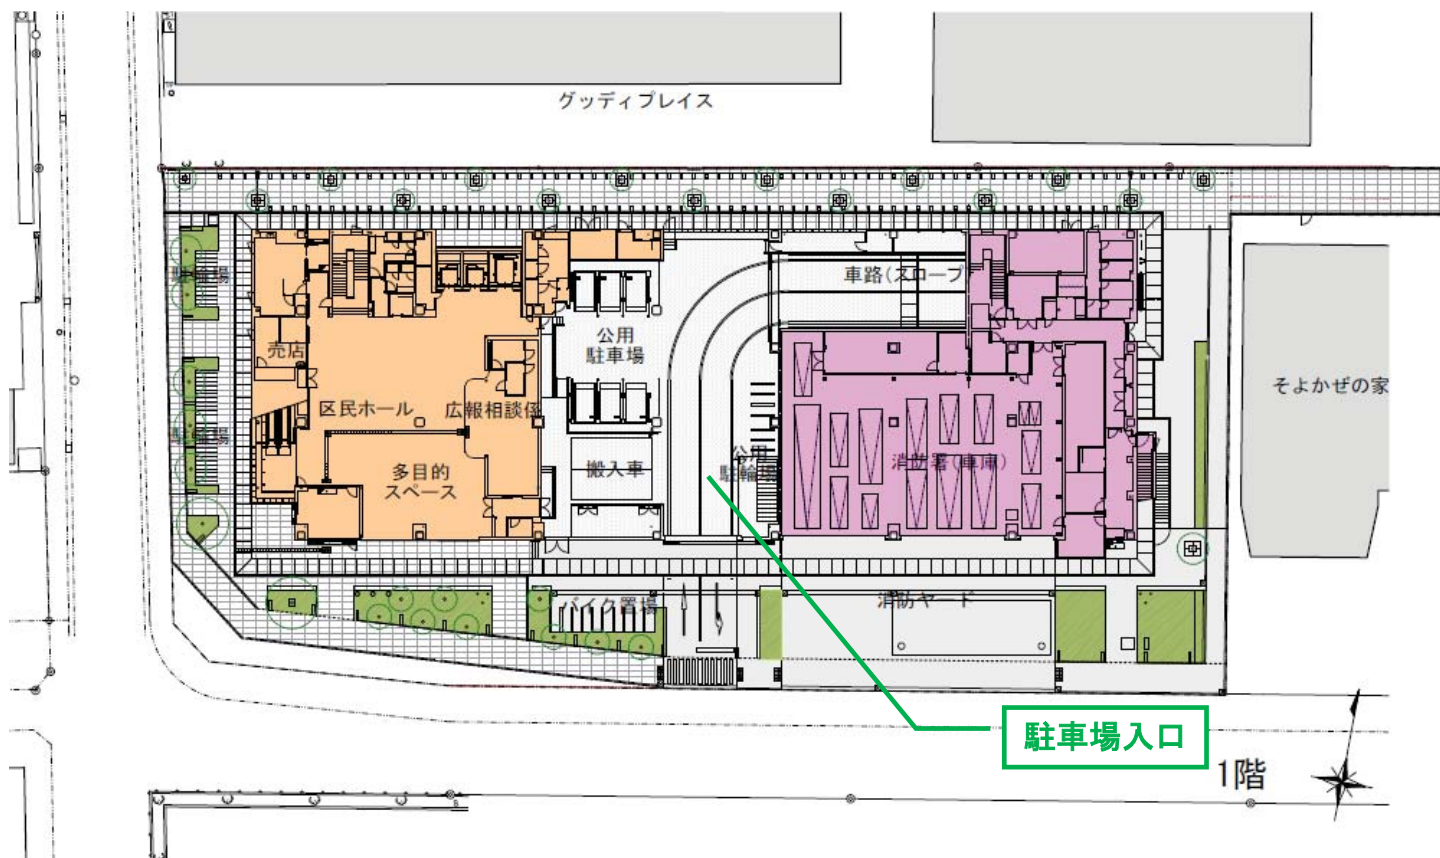 グッディプレイス
駐輪場
車路(スロープ
売店
公用
駐車場
そよかぜの家
区民ホール
広報相談係
駐輪場
多目的
スペース
搬入車
公用
駐輪場
消防署(車庫)
バイク置場
消防ヤード
駐車場入口
1階